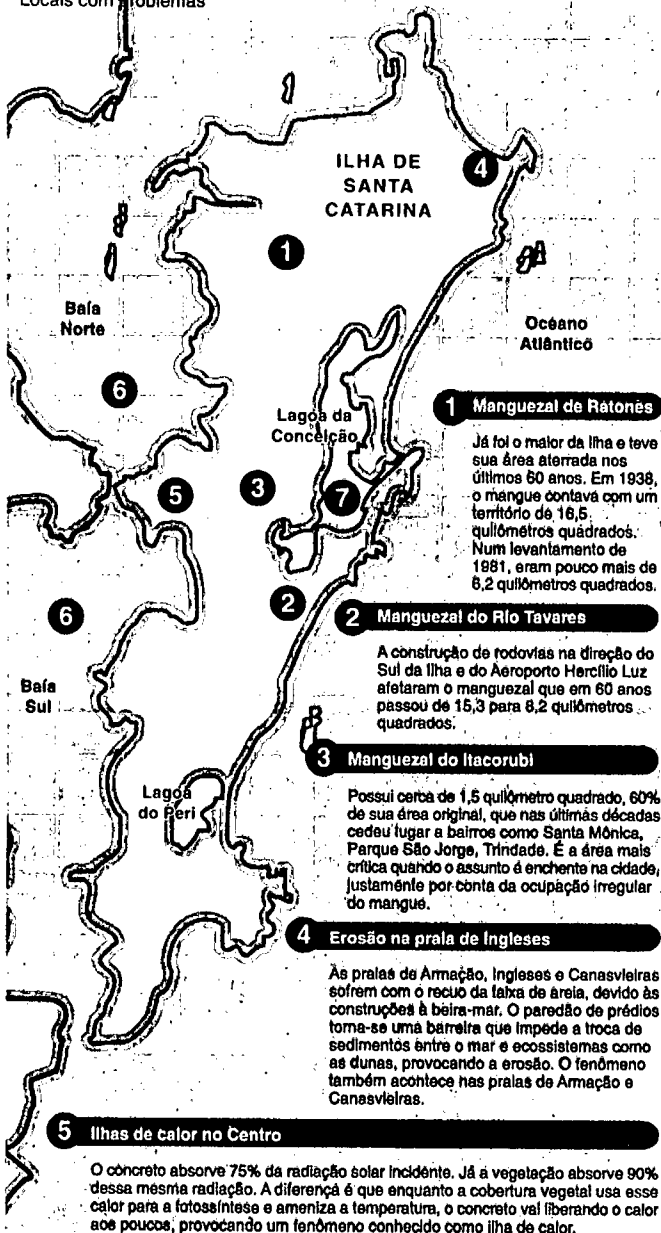 Locais com Problemas
ILHA DE
SANTA
CATARINA
4
1
Baía
Norte
Oceano
Atlântico
6
Lagoa da
Conceição
5
3
7
6
2
Baía
Sul
Lagoa
do Peri
1 Manguezal de Ratones
Já foi o maior da Ilha e teve
sua área aterrada nos
últimos 60 anos. Em 1938,
o mangue contava com um
território de 16,5
quilômetros quadrados.
Num levantamento de
1981, eram pouco mais de
6,2 quilômetros quadrados.
2 Manguezal do Rio Tavares
A construção de rodovias na direção do
Sul da Ilha e do Aeroporto Hercílio Luz
afetaram o manguezal que em 60 anos
passou de 15,3 para 8,2 quilômetros
quadrados.
3 Manguezal do Itacorubi
Possui cerca de 1,5 quilômetro quadrado, 60%
de sua área original, que nas últimas décadas
cedeu lugar a bairros como Santa Mônica,
Parque São Jorge, Trindade. É a área mais
crítica quando o assunto é enchente na cidade,
justamente por conta da ocupação irregular
do mangue.
4 Erosão na praia de Ingleses
As praias de Armação, Ingleses e Canasvieiras
sofrem com o recuo da faixa de areia, devido às
construções à beira-mar. O paredão de prédios
torna-se uma barreira que impede a troca de
sedimentos entre o mar e ecossistemas como
as dunas, provocando a erosão. O fenômeno
também acontece nas praias de Armação e
Canasvieiras.
5 Ilhas de calor no Centro
O concreto absorve 75% da radiação solar incidente. Já a vegetação absorve 90%
dessa mesma radiação. A diferença é que enquanto a cobertura vegetal usa esse
calor para a fotossíntese e ameniza a temperatura, o concreto vai liberando o calor
aos poucos, provocando um fenômeno conhecido como ilha de calor.